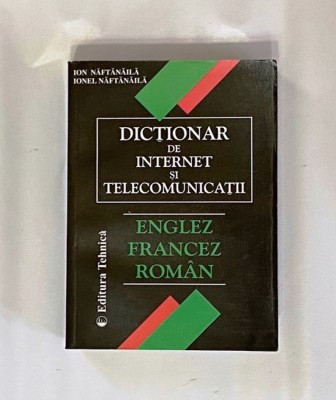 ION NĂFTĂNĂILĂ
IONEL NĂFTĂNĂILĂ
DICȚIONAR
DE
INTERNET
ȘI
TELECOMUNICAȚII
ENGLEZ
FRANCEZ
ROMÂN
Editura Tehnică